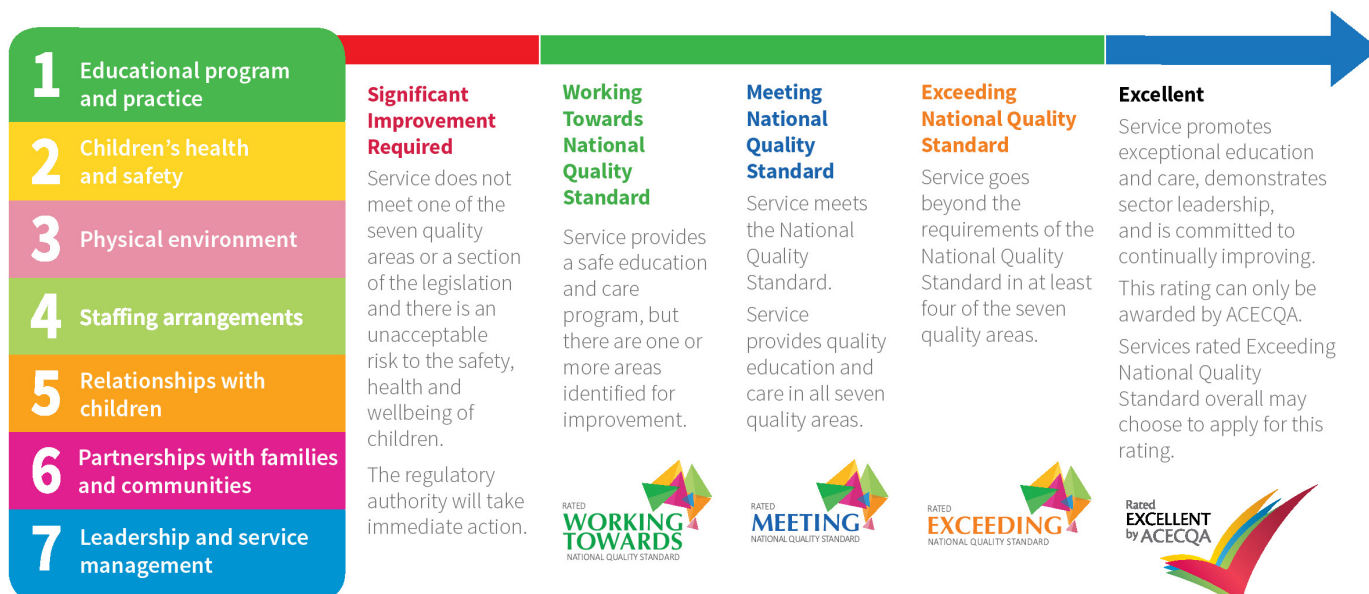 1
Educational program
and practice
2
Children's health
and safety
3
Physical environment
4
Staffing arrangements
5
Relationships with
children
6
Partnerships with families
and communities
7
Leadership and service
management
Significant
Improvement
Required
Service does not
meet one of the
seven quality
areas or a section
of the legislation
and there is an
unacceptable
risk to the safety,
health and
wellbeing of
children.
The regulatory
authority will take
immediate action.
Working
Towards
National
Quality
Standard
Service provides
a safe education
and care
program, but
there are one or
more areas
identified for
improvement.
RATED
WORKING
TOWARDS
NATIONAL QUALITY STANDARD
Meeting
National
Quality
Standard
Service meets
the National
Quality
Standard.
Service
provides quality
education and
care in all seven
quality areas.
RATED
MEETING
NATIONAL QUALITY STANDARD
Exceeding
National Quality
Standard
Service goes
beyond the
requirements of the
National Quality
Standard in at least
four of the seven
quality areas.
RATED
EXCEEDING
NATIONAL QUALITY STANDARD
Excellent
Service promotes
exceptional education
and care, demonstrates
sector leadership,
and is committed to
continually improving.
This rating can only be
awarded by ACECQA.
Services rated Exceeding
National Quality
Standard overall may
choose to apply for this
rating.
Rated
EXCELLENT
by ACECQA